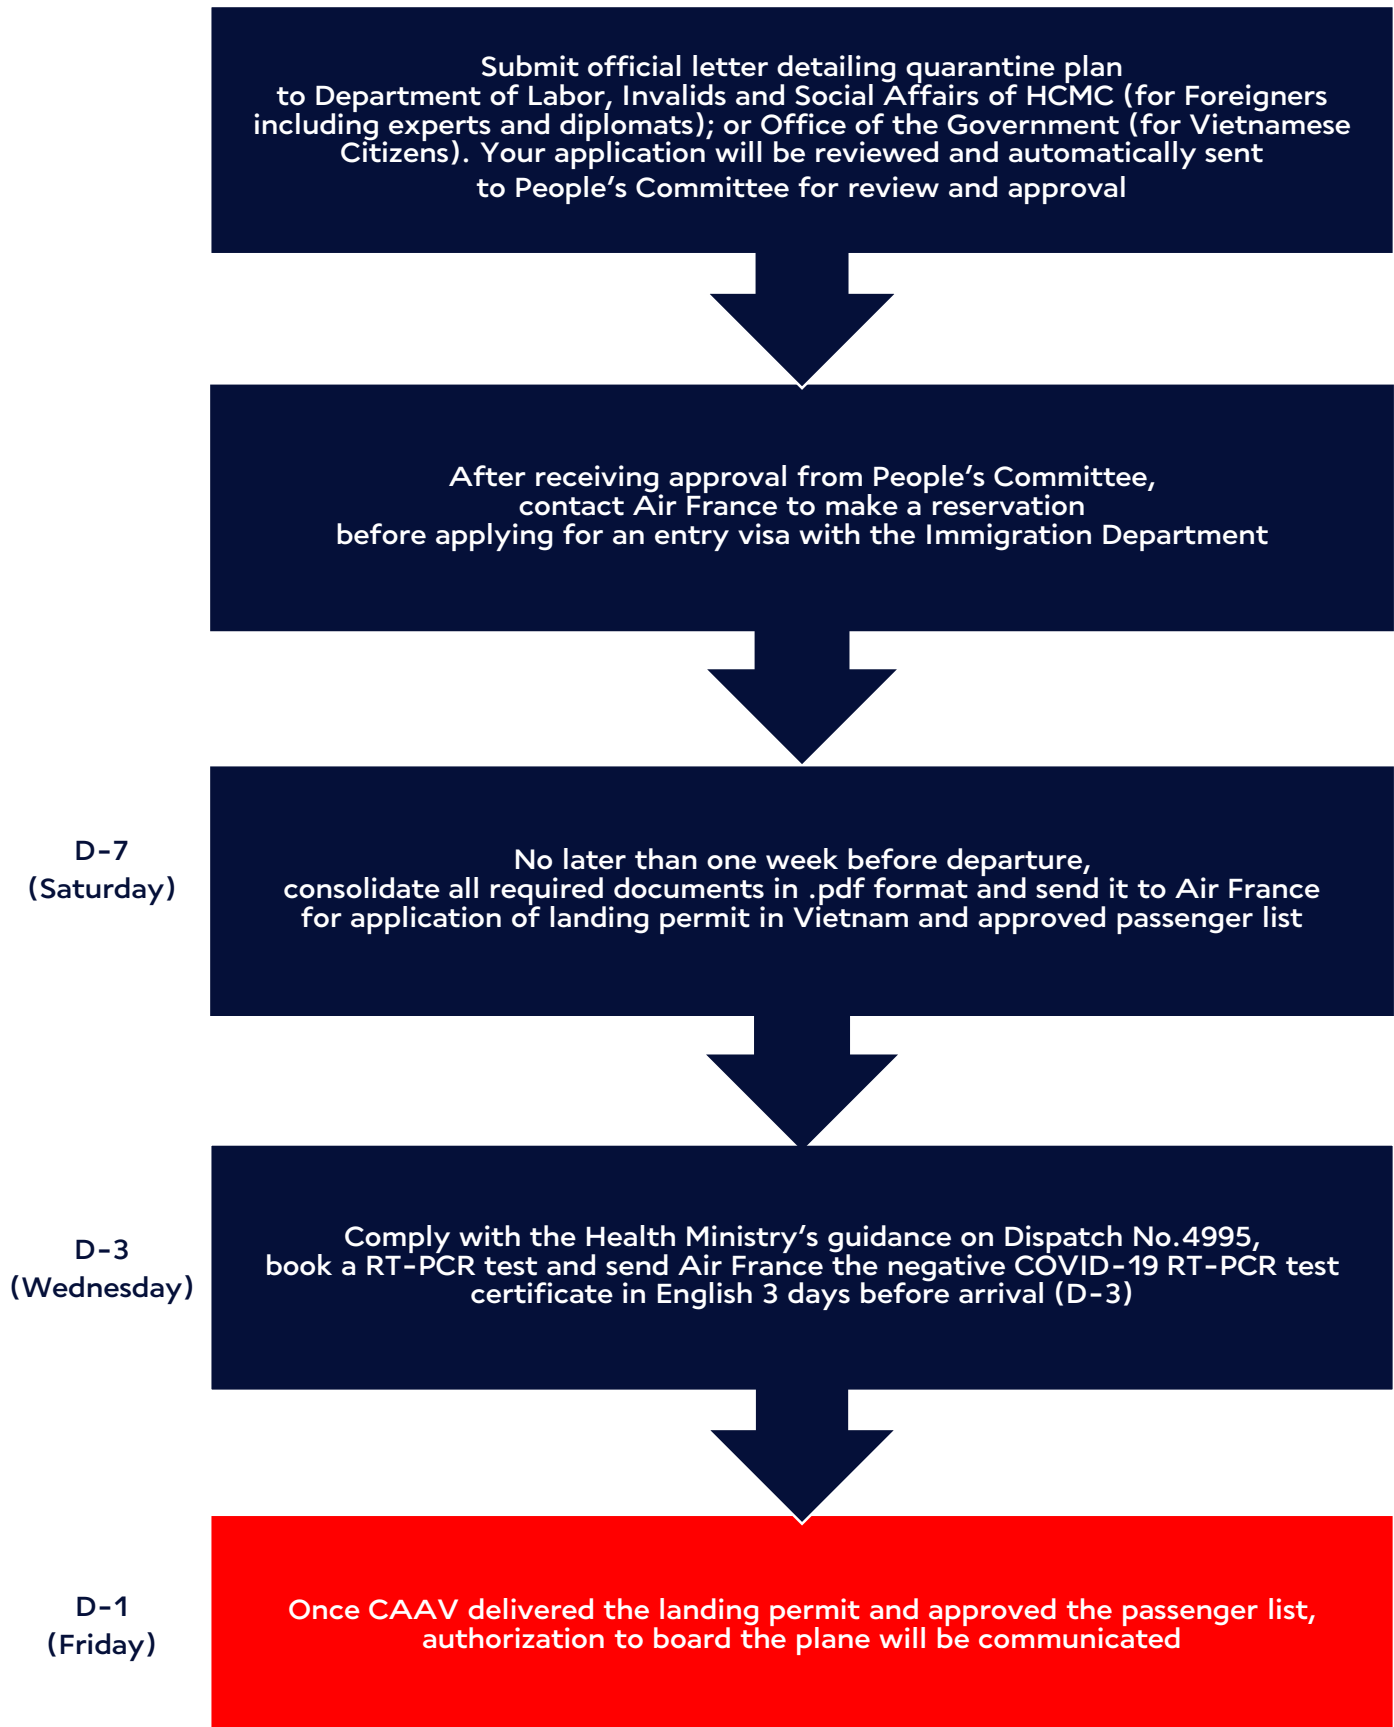 Submit official letter detailing quarantine plan
to Department of Labor, Invalids and Social Affairs of HCMC (for Foreigners
including experts and diplomats); or Office of the Government (for Vietnamese
Citizens). Your application will be reviewed and automatically sent
to People's Committee for review and approval
After receiving approval from People's Committee,
contact Air France to make a reservation
before applying for an entry visa with the Immigration Department
D-7
(Saturday)
No later than one week before departure,
consolidate all required documents in .pdf format and send it to Air France
for application of landing permit in Vietnam and approved passenger list
D-3
(Wednesday)
Comply with the Health Ministry's guidance on Dispatch No.4995,
book a RT-PCR test and send Air France the negative COVID-19 RT-PCR test
certificate in English 3 days before arrival (D-3)
D-1
(Friday)
Once CAAV delivered the landing permit and approved the passenger list,
authorization to board the plane will be communicated